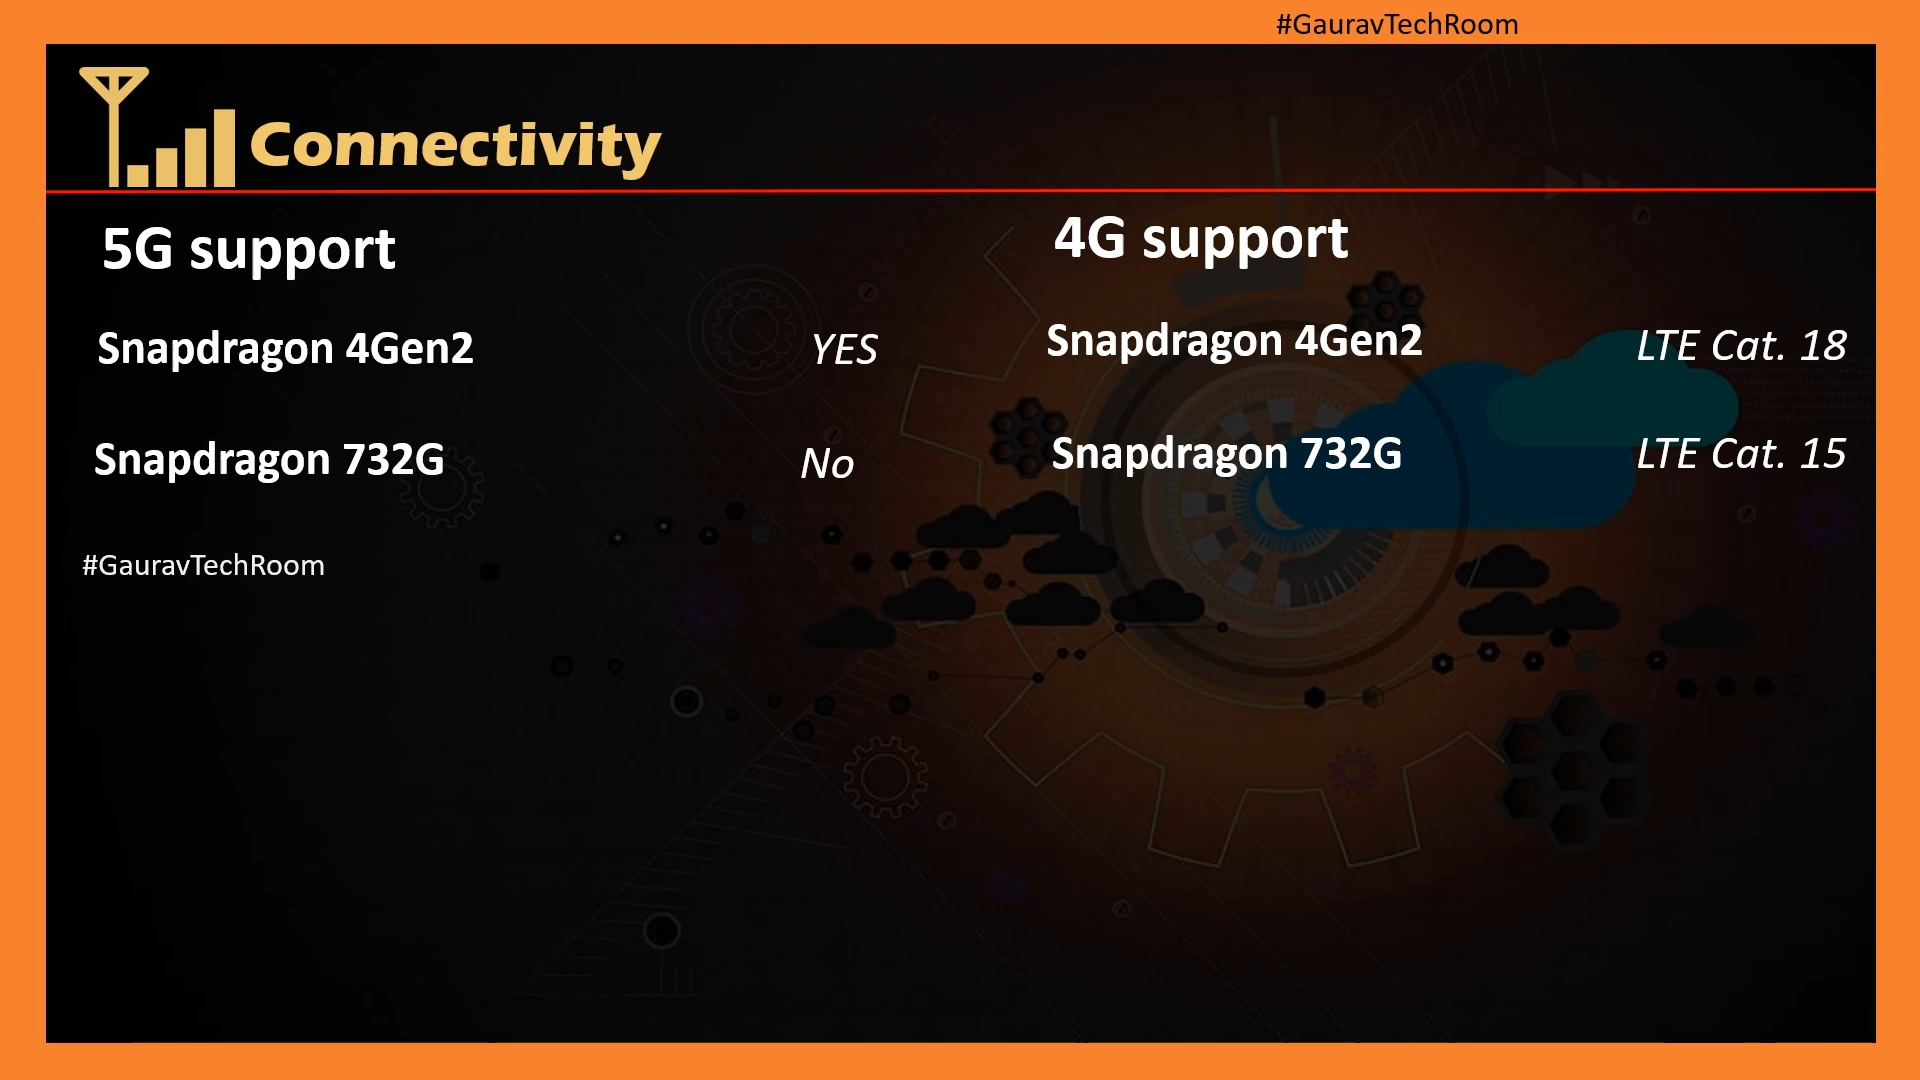 #GauravTechRoom
Connectivity
5G support
Snapdragon 4Gen2 YES
Snapdragon 732G No
#GauravTechRoom
4G support
Snapdragon 4Gen2 LTE Cat. 18
Snapdragon 732G LTE Cat. 15